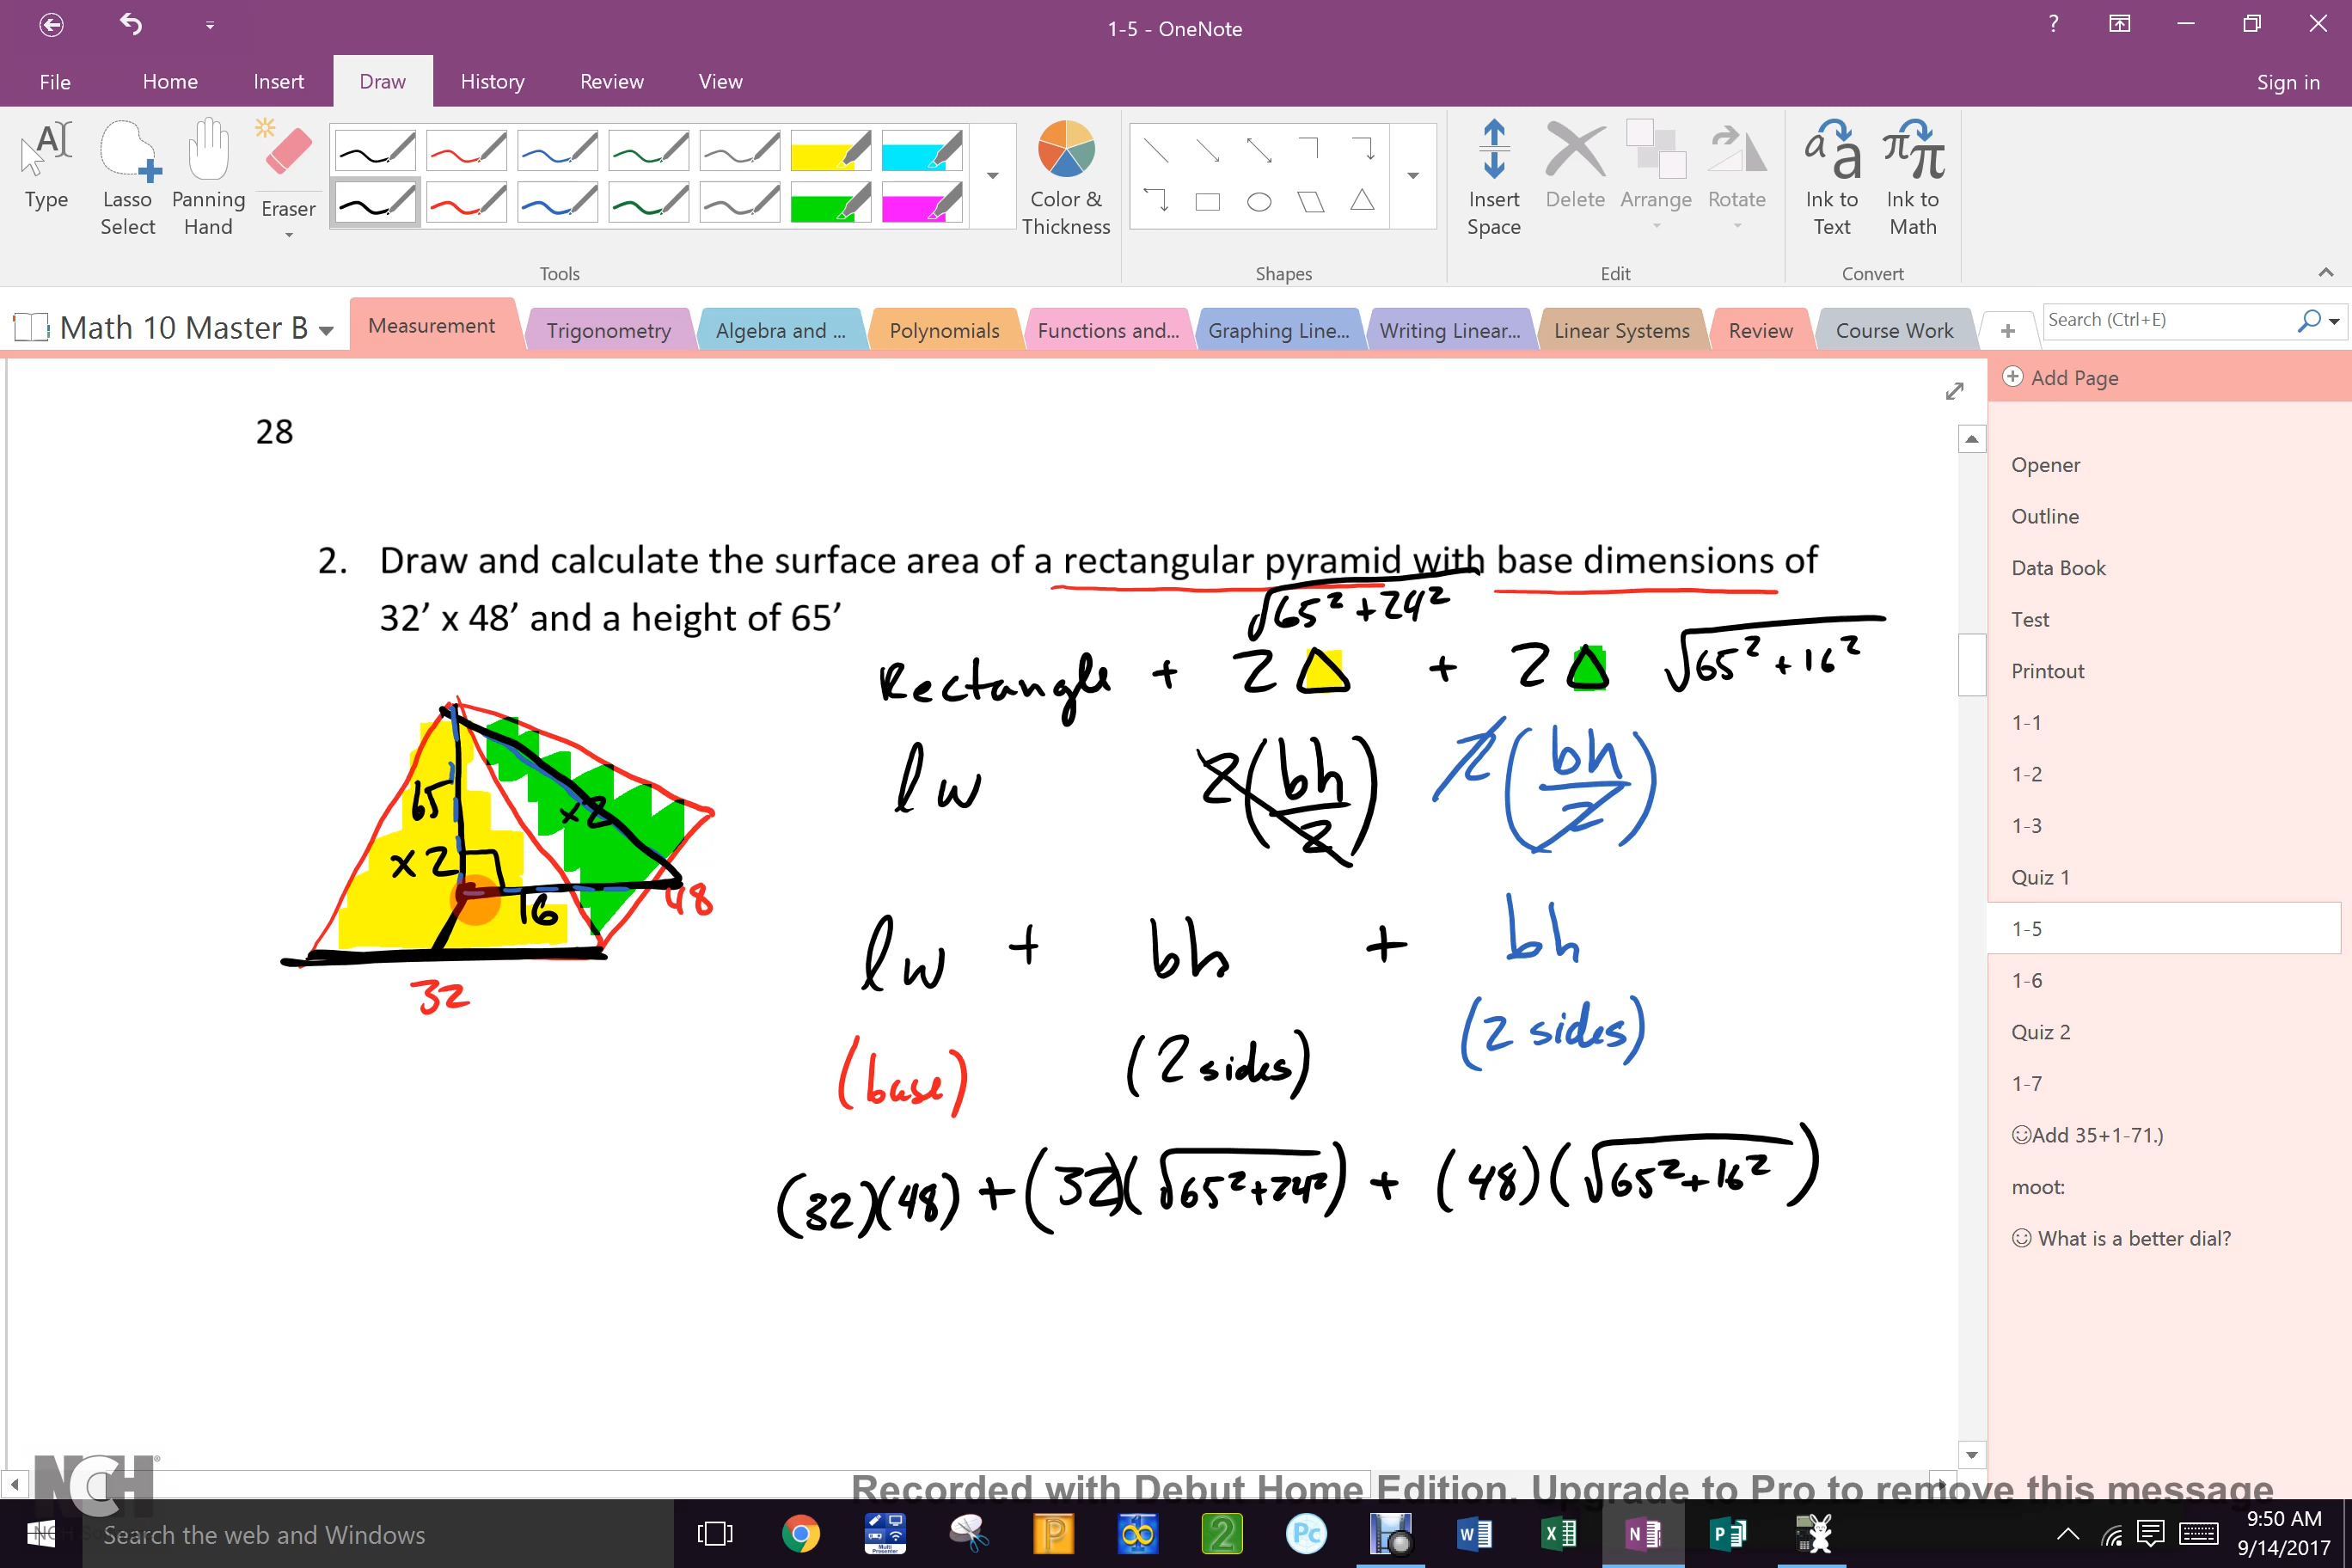 1-5 - OneNote
?
File Home Insert Draw History Review View Sign in
Type
Lasso Select
Panning Hand
Eraser
Color & Thickness
Insert Space
Delete
Arrange
Rotate
Ink to Text
Ink to Math
Tools Shapes Edit Convert
Math 10 Master B Measurement Trigonometry Algebra and ... Polynomials Functions and... Graphing Line... Writing Linear... Linear Systems Review Course Work + Search (Ctrl+E)
Add Page
Opener
Outline
Data Book
Test
Printout
1-1
1-2
1-3
Quiz 1
1-5
1-6
Quiz 2
1-7
☺Add 35+1-71.)
moot:
☺ What is a better dial?
28
2. Draw and calculate the surface area of a rectangular pyramid with base dimensions of
32’ x 48’ and a height of 65’
√65² + 24²
Rectangle + 2 △ + 2 △ √65² + 16²
lw 2(bh/2) 2(bh/2)
65
x2
x2
16
48
32
lw + bh + bh
(base) (2 sides) (2 sides)
(32)(48) + (32)(√65²+24²) + (48)(√65²+16²)
NCH
Recorded with Debut Home Edition. Upgrade to Pro to remove this message
Search the web and Windows
9:50 AM
9/14/2017